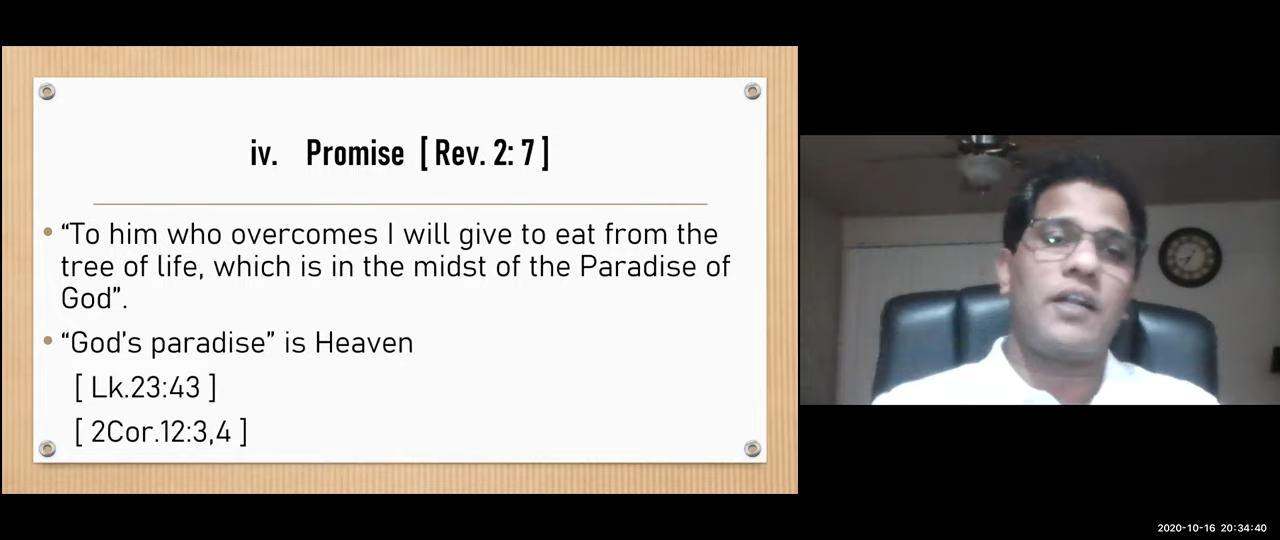 iv. Promise [ Rev. 2: 7 ]
• “To him who overcomes I will give to eat from the
tree of life, which is in the midst of the Paradise of
God”.
• “God’s paradise” is Heaven
[ Lk.23:43 ]
[ 2Cor.12:3,4 ]
2020-10-16 20:34:40